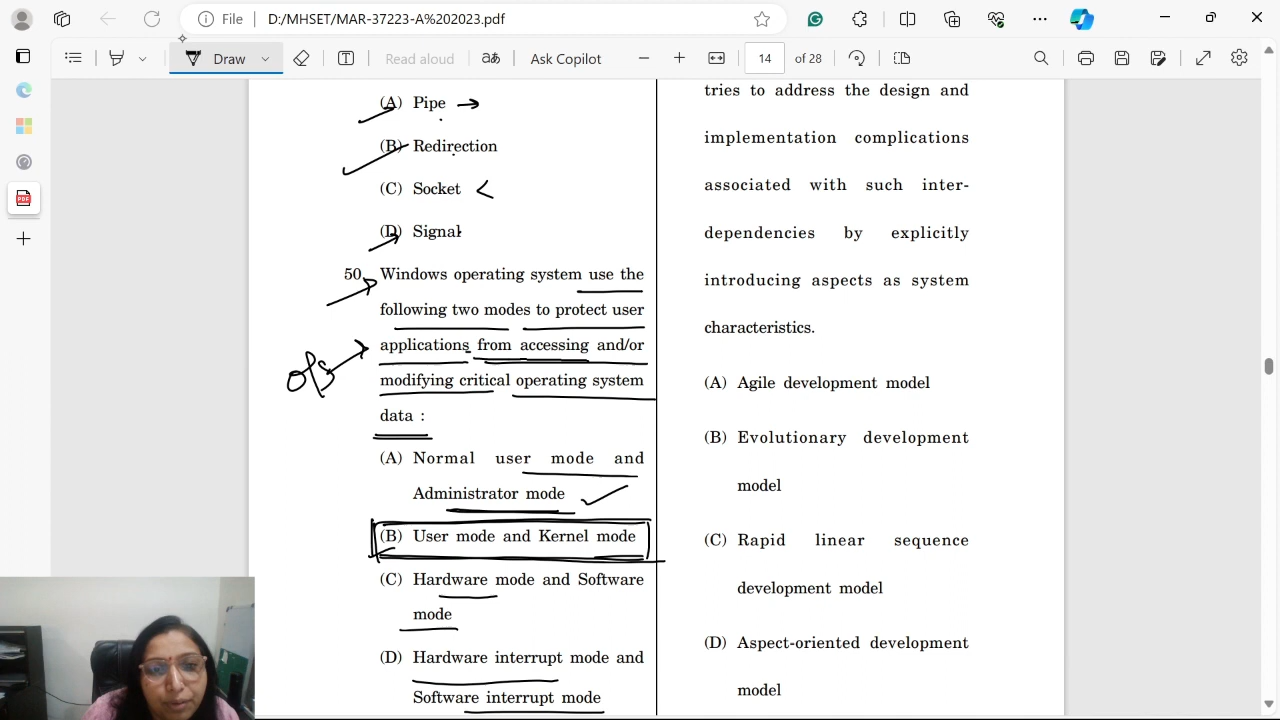 File
D:/MHSET/MAR-37223-A%202023.pdf
Draw
Read aloud
aあ
Ask Copilot
14
of 28
(A) Pipe
(B) Redirection
(C) Socket
(D) Signal
50. Windows operating system use the
following two modes to protect user
applications from accessing and/or
modifying critical operating system
data :
(A) Normal user mode and
Administrator mode
(B) User mode and Kernel mode
(C) Hardware mode and Software
mode
(D) Hardware interrupt mode and
Software interrupt mode
o/s
tries to address the design and
implementation complications
associated with such inter-
dependencies by explicitly
introducing aspects as system
characteristics.
(A) Agile development model
(B) Evolutionary development
model
(C) Rapid linear sequence
development model
(D) Aspect-oriented development
model
PDF